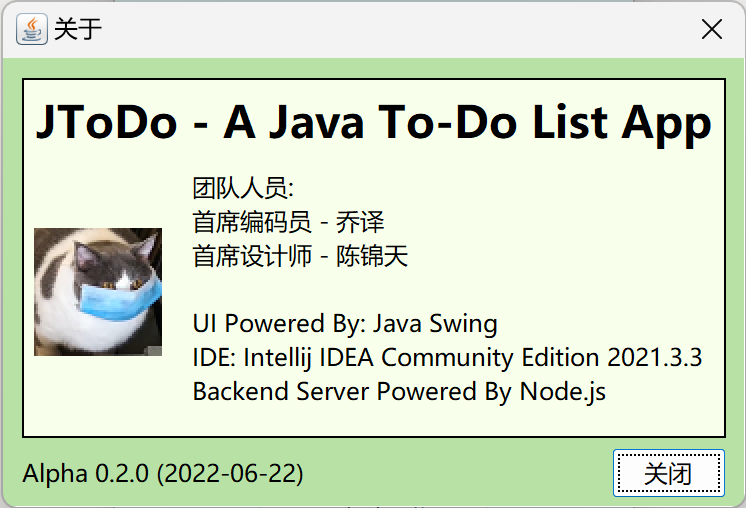 关于
JToDo - A Java To-Do List App
团队人员:
首席编码员 - 乔译
首席设计师 - 陈锦天
UI Powered By: Java Swing
IDE: Intellij IDEA Community Edition 2021.3.3
Backend Server Powered By Node.js
Alpha 0.2.0 (2022-06-22)
关闭